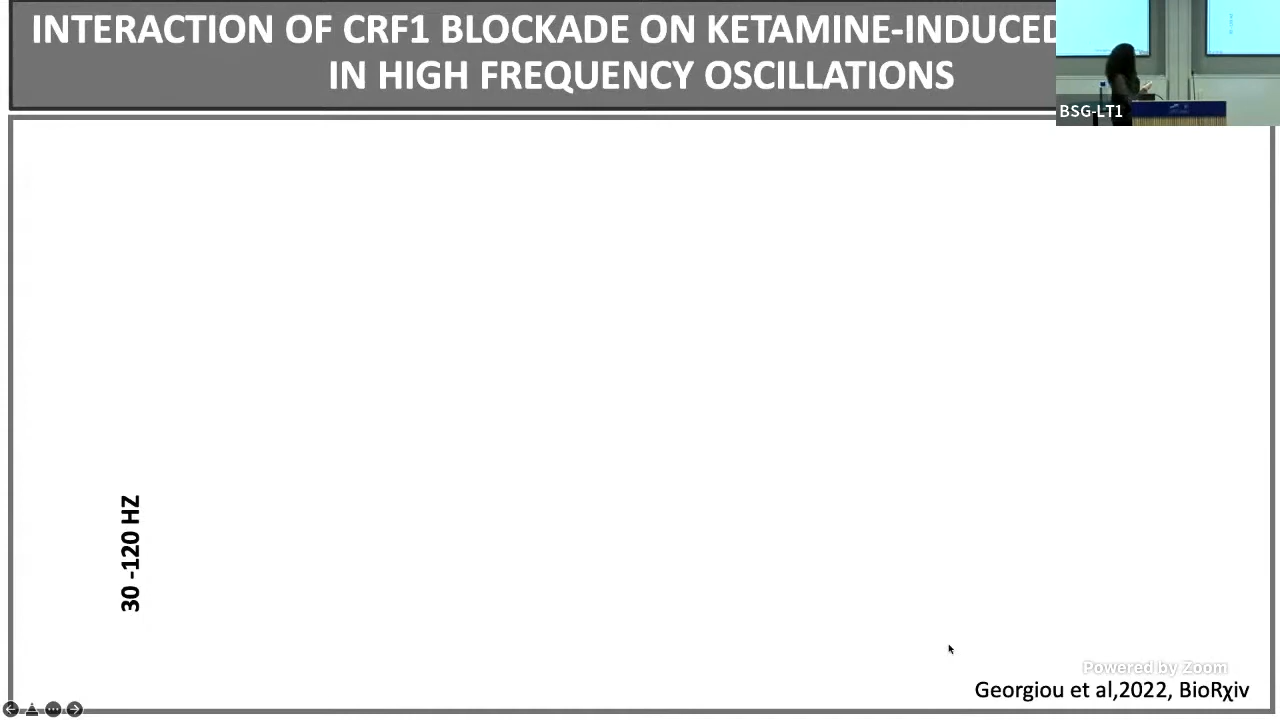 INTERACTION OF CRF1 BLOCKADE ON KETAMINE-INDUCED
IN HIGH FREQUENCY OSCILLATIONS
BSG-LT1
30 -120 HZ
Powered by Zoom
Georgiou et al,2022, BioRχiv